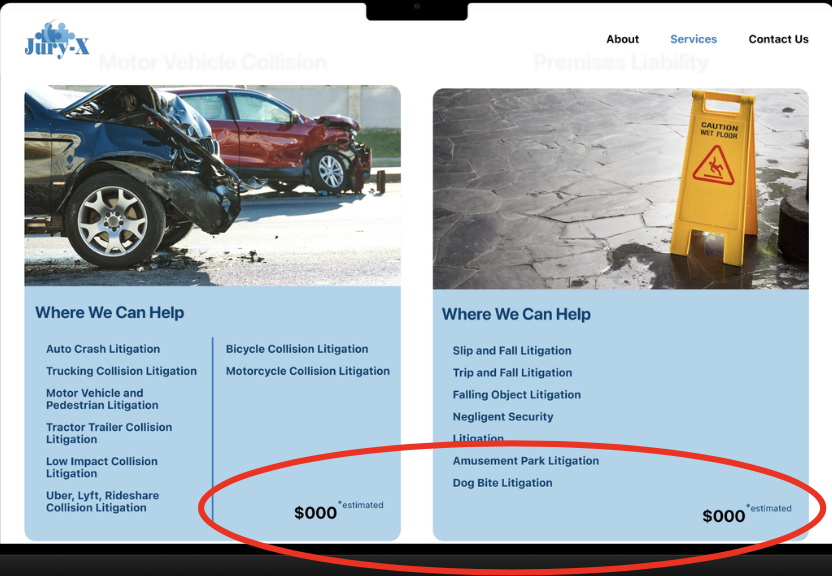 Jury-X
About
Services
Contact Us
Motor Vehicle Collision
Premises Liability
CAUTION
WET FLOOR
Where We Can Help
Auto Crash Litigation
Trucking Collision Litigation
Motor Vehicle and
Pedestrian Litigation
Tractor Trailer Collision
Litigation
Low Impact Collision
Litigation
Uber, Lyft, Rideshare
Collision Litigation
Bicycle Collision Litigation
Motorcycle Collision Litigation
$000 *estimated
Where We Can Help
Slip and Fall Litigation
Trip and Fall Litigation
Falling Object Litigation
Negligent Security
Litigation
Amusement Park Litigation
Dog Bite Litigation
$000 *estimated